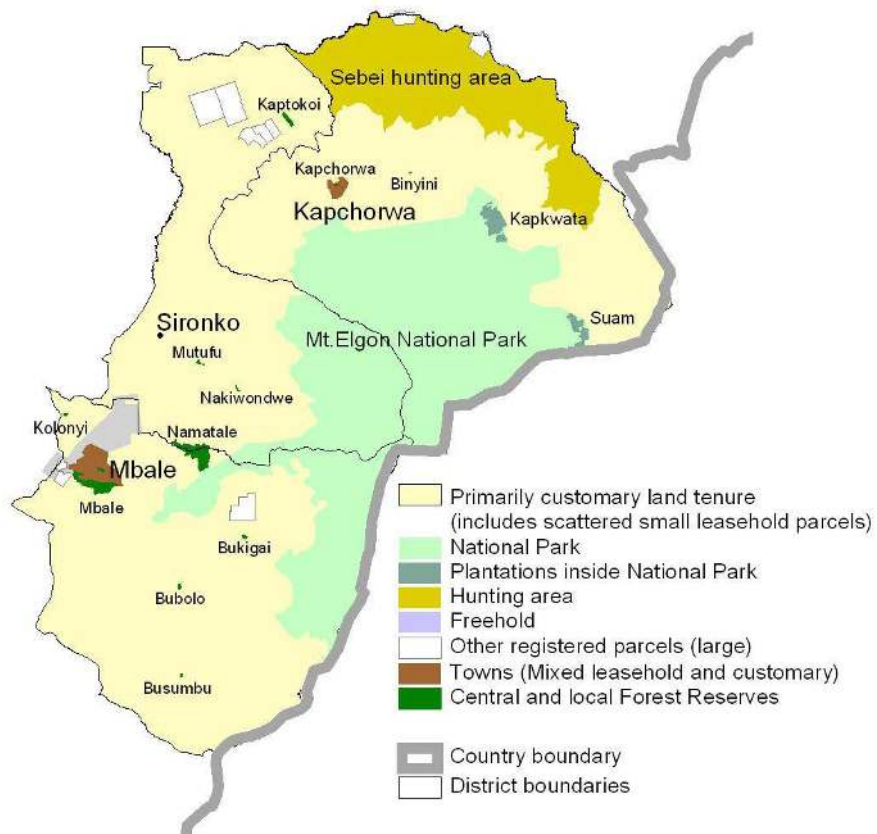 Sebei hunting area
Kaptokoi
Kapchorwa
Binyini
Kapchorwa
Kapkwata
Sironko
Suam
Mt.Elgon National Park
Mutufu
Nakiwondwe
Kolonyi
Namatale
Mbale
Mbale
Bukigai
Bubolo
Busumbu
Primarily customary land tenure
(includes scattered small leasehold parcels)
National Park
Plantations inside National Park
Hunting area
Freehold
Other registered parcels (large)
Towns (Mixed leasehold and customary)
Central and local Forest Reserves
Country boundary
District boundaries